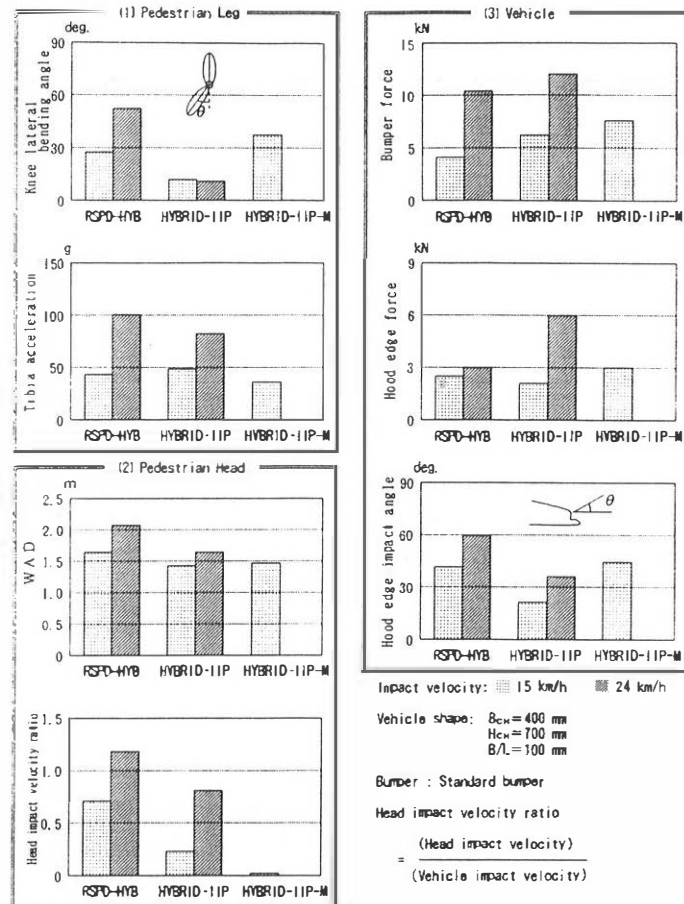 (1) Pedestrian Leg
deg.
Knee lateral
bending angle
90
60
30
0
θ
RSPD-HYB HYBRID-IIP HYBRID-IIP-M
g
Tibia acceleration
150
100
50
0
RSPD-HYB HYBRID-IIP HYBRID-IIP-M
(2) Pedestrian Head
m
WAD
2.5
2.0
1.5
1.0
0.5
0
RSPD-HYB HYBRID-IIP HYBRID-IIP-M
Head impact velocity ratio
1.5
1.0
0.5
0
RSPD-HYB HYBRID-IIP HYBRID-IIP-M
(3) Vehicle
kN
Bumper force
15
10
5
0
RSPD-HYB HYBRID-IIP HYBRID-IIP-M
kN
Hood edge force
9
6
3
0
RSPD-HYB HYBRID-IIP HYBRID-IIP-M
deg.
Hood edge impact angle
90
60
30
0
θ
RSPD-HYB HYBRID-IIP HYBRID-IIP-M
Impact velocity: 15 km/h 24 km/h
Vehicle shape: BCH=400 mm
HCH=700 mm
B/L=100 mm
Bumper : Standard bumper
Head impact velocity ratio
= (Head impact velocity)
(Vehicle impact velocity)